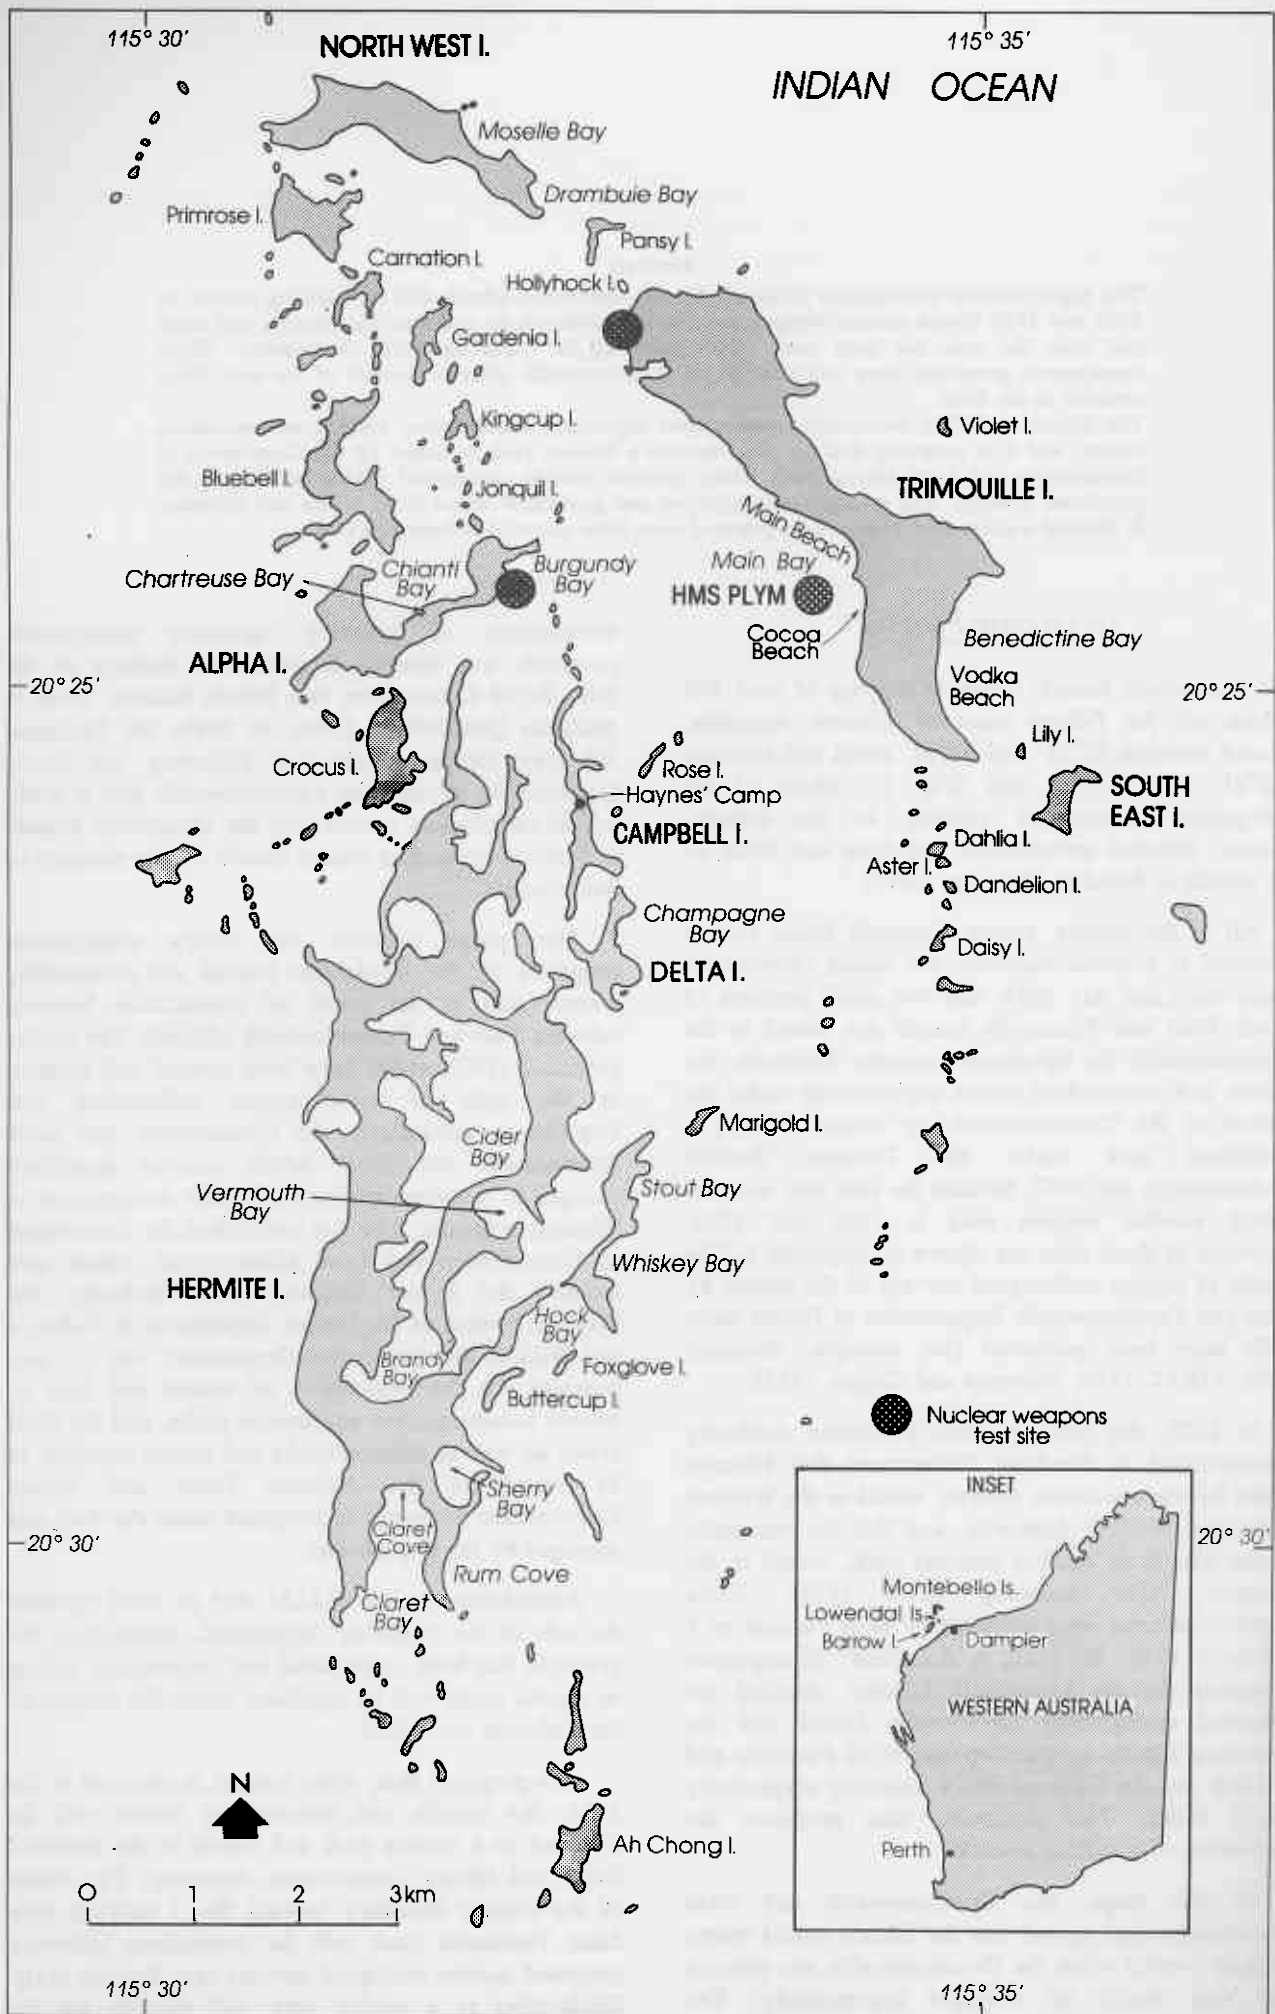 115° 30′
115° 35′
NORTH WEST I.
INDIAN OCEAN
Moselle Bay
Drambuie Bay
Primrose I.
Pansy I.
Carnation I.
Hollyhock I.
Gardenia I.
Kingcup I.
Violet I.
Bluebell I.
Jonquil I.
TRIMOUILLE I.
Main Beach
Main Bay
Chartreuse Bay
Chianti
Bay
Burgundy
Bay
HMS PLYM
Cocoa
Beach
Benedictine Bay
ALPHA I.
Vodka
Beach
20° 25′
20° 25′
Lily I.
Crocus I.
Rose I.
Haynes' Camp
SOUTH
EAST I.
CAMPBELL I.
Dahlia I.
Aster I.
Dandelion I.
Champagne
Bay
Daisy I.
DELTA I.
Marigold I.
Cider
Bay
Vermouth
Bay
Stout Bay
Whiskey Bay
HERMITE I.
Hock
Bay
Brandy
Bay
Foxglove I.
Buttercup I.
Nuclear weapons
test site
Sherry
Bay
INSET
Claret
Cove
20° 30′
20° 30′
Rum Cove
Claret
Bay
Montebello Is.
Lowendal Is.
Barrow I.
Dampier
WESTERN AUSTRALIA
Perth
N
Ah Chong I.
0 1 2 3km
115° 30′
115° 35′